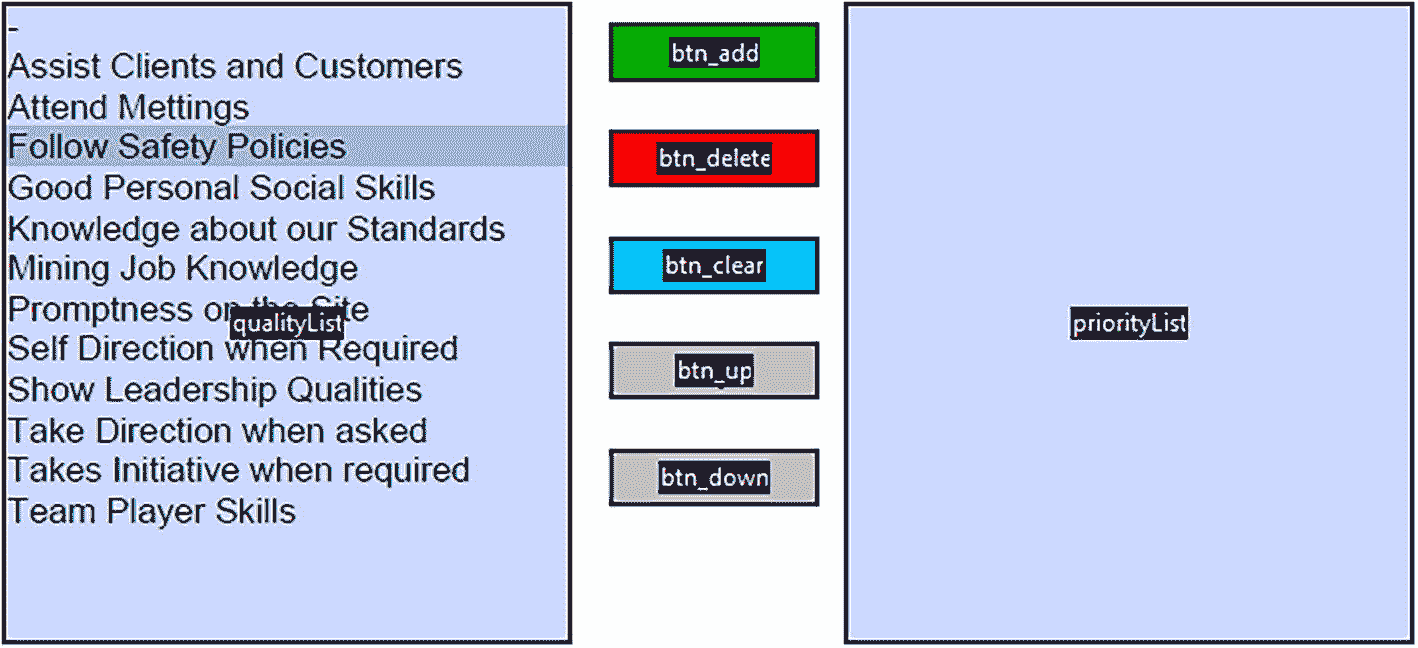 -
Assist Clients and Customers
Attend Mettings
Follow Safety Policies
Good Personal Social Skills
Knowledge about our Standards
Mining Job Knowledge
Promptness on the Site
qualityList
Self Direction when Required
Show Leadership Qualities
Take Direction when asked
Takes Initiative when required
Team Player Skills
btn_add
btn_delete
btn_clear
btn_up
btn_down
priorityList